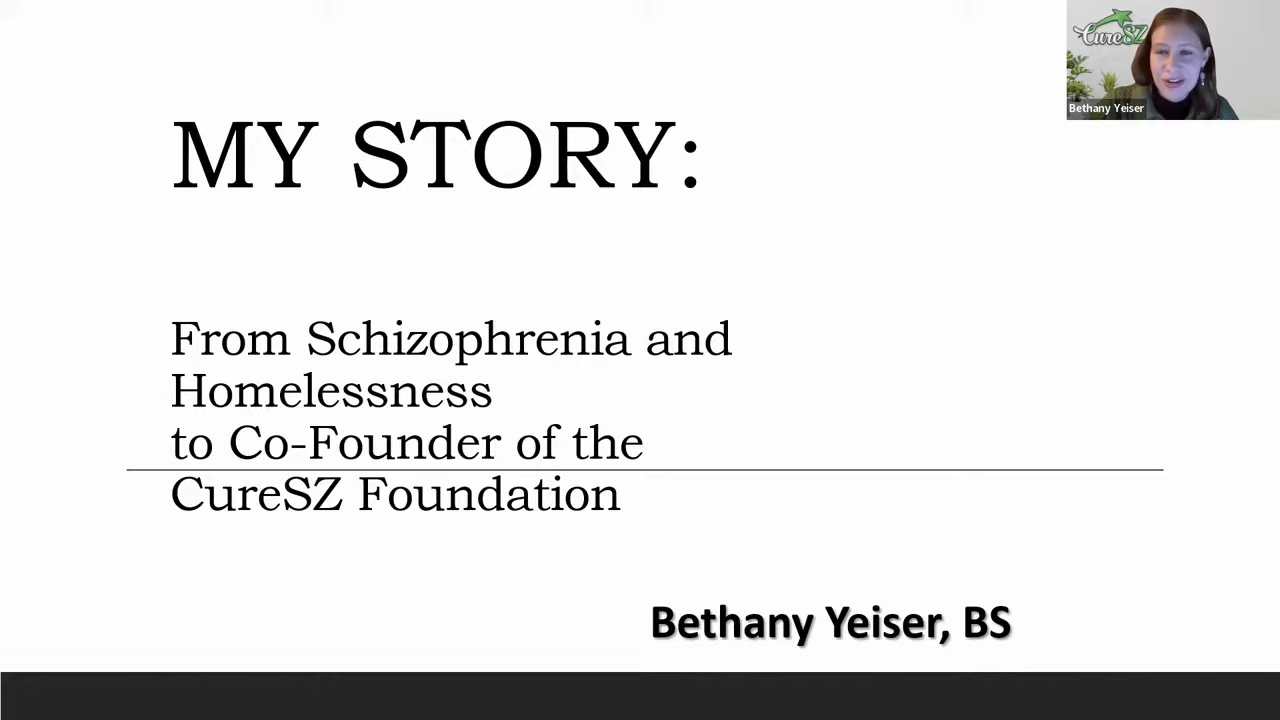 MY STORY:
From Schizophrenia and
Homelessness
to Co-Founder of the
CureSZ Foundation
Bethany Yeiser, BS
CureSZ
Bethany Yeiser